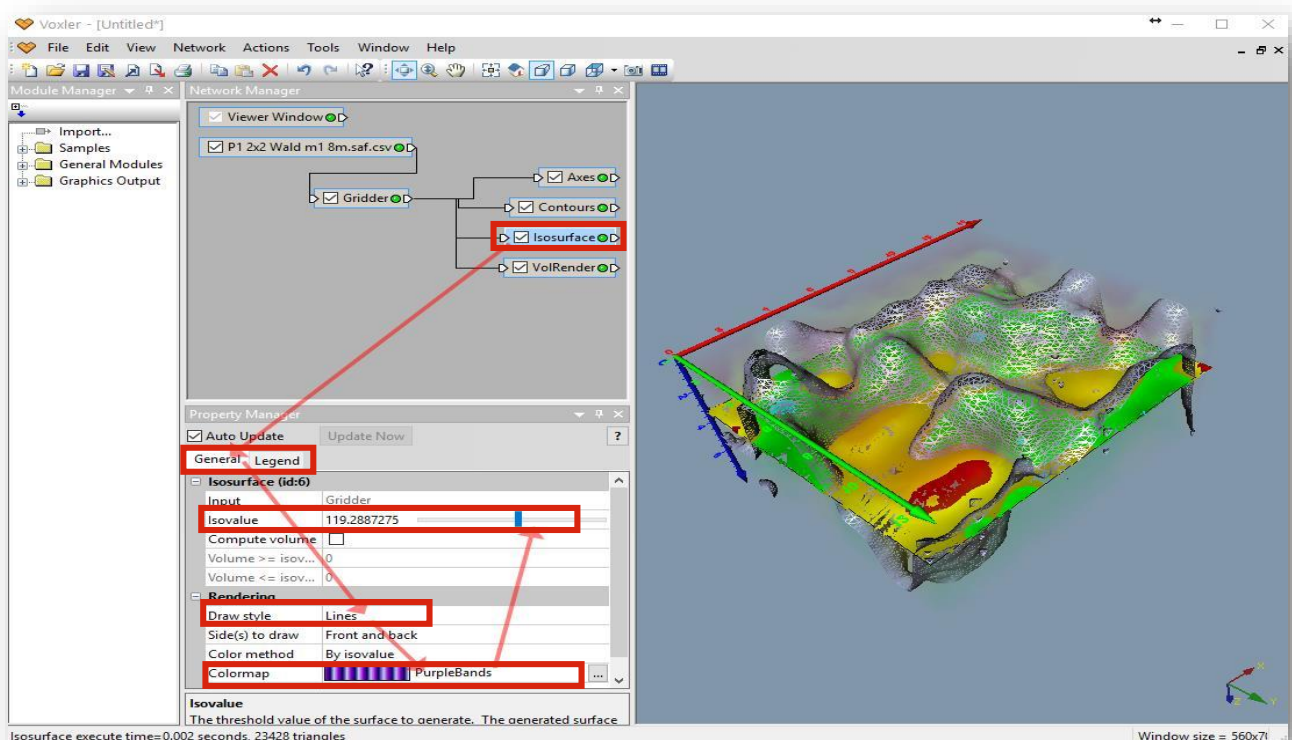 Voxler - [Untitled*]
File Edit View Network Actions Tools Window Help
Module Manager
Network Manager
Import...
Samples
General Modules
Graphics Output
Viewer Window
P1 2x2 Wald m1 8m.saf.csv
Gridder
Axes
Contours
Isosurface
VolRender
Property Manager
Auto Update Update Now ?
General Legend
Isosurface (id:6)
Input Gridder
Isovalue 119.2887275
Compute volume
Volume >= isov... 0
Volume <= isov... 0
Rendering
Draw style Lines
Side(s) to draw Front and back
Color method By isovalue
Colormap PurpleBands ...
Isovalue
The threshold value of the surface to generate. The generated surface
Isosurface execute time=0.002 seconds, 23428 triangles
Window size = 560x7
X
Y
Z